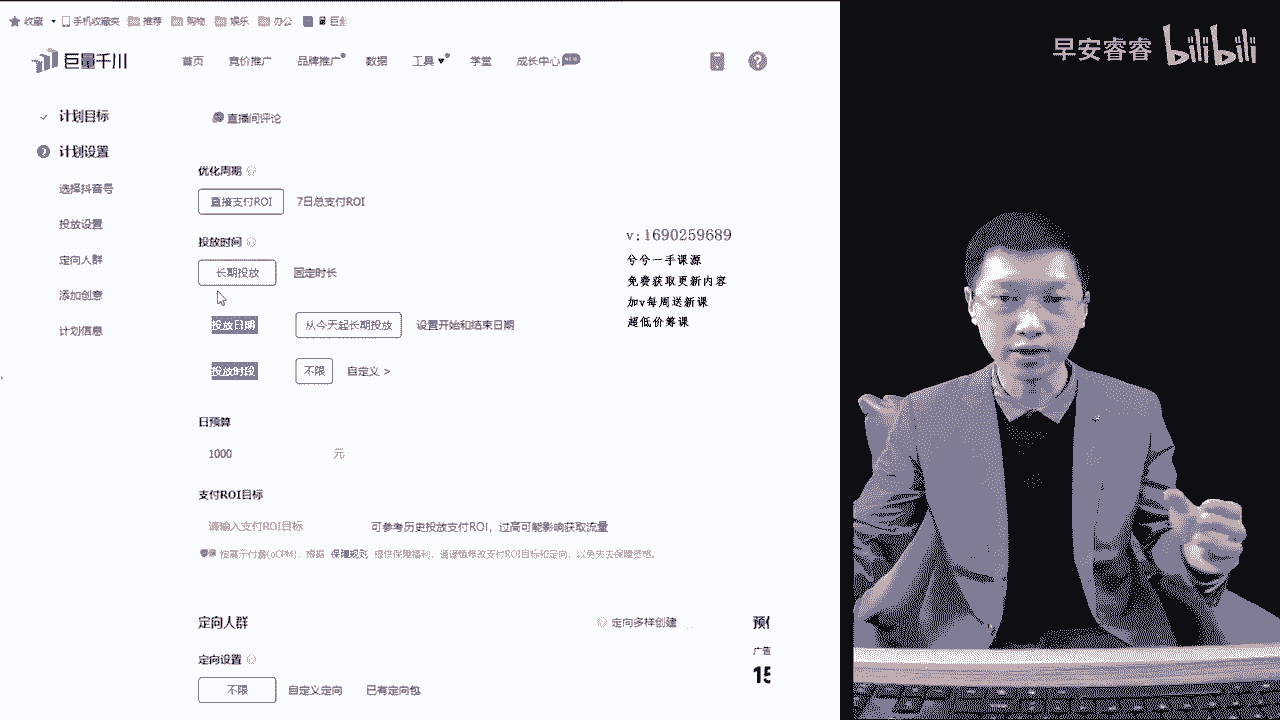 收藏 手机收藏夹 推荐 购物 娱乐 办公
巨量千川 首页 竞价推广 品牌推广 数据 工具 学堂 成长中心 NEW
早安睿睿 bilibili
计划目标
直播间评论
计划设置
优化周期
选择抖音号
直接支付ROI 7日总支付ROI
投放设置
v:1690259689
投放时间
定向人群
兮兮一手课源
长期投放 固定时长
免费获取更新内容
添加创意
加v每周送新课
投放日期 从今天起长期投放 设置开始和结束日期
超低价筹课
计划信息
投放时段 不限 自定义 >
日预算
1000 元
支付ROI目标
请输入支付ROI目标 可参考历史投放支付ROI，过高可能影响获取流量
按展示付费(oCPM)，根据 保障规则 提供保障福利，请谨慎修改支付ROI目标和定向，以免失去保障资格。
定向人群 定向多样创建
定向设置
广告
15
不限 自定义定向 已有定向包